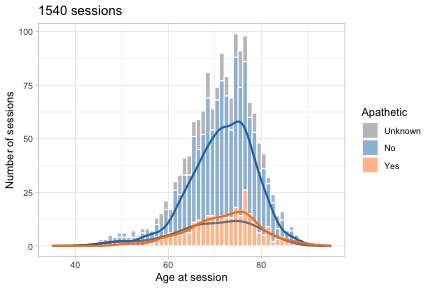 1540 sessions
100
75
50
25
0
Number of sessions
40
60
80
Age at session
Apathetic
Unknown
No
Yes